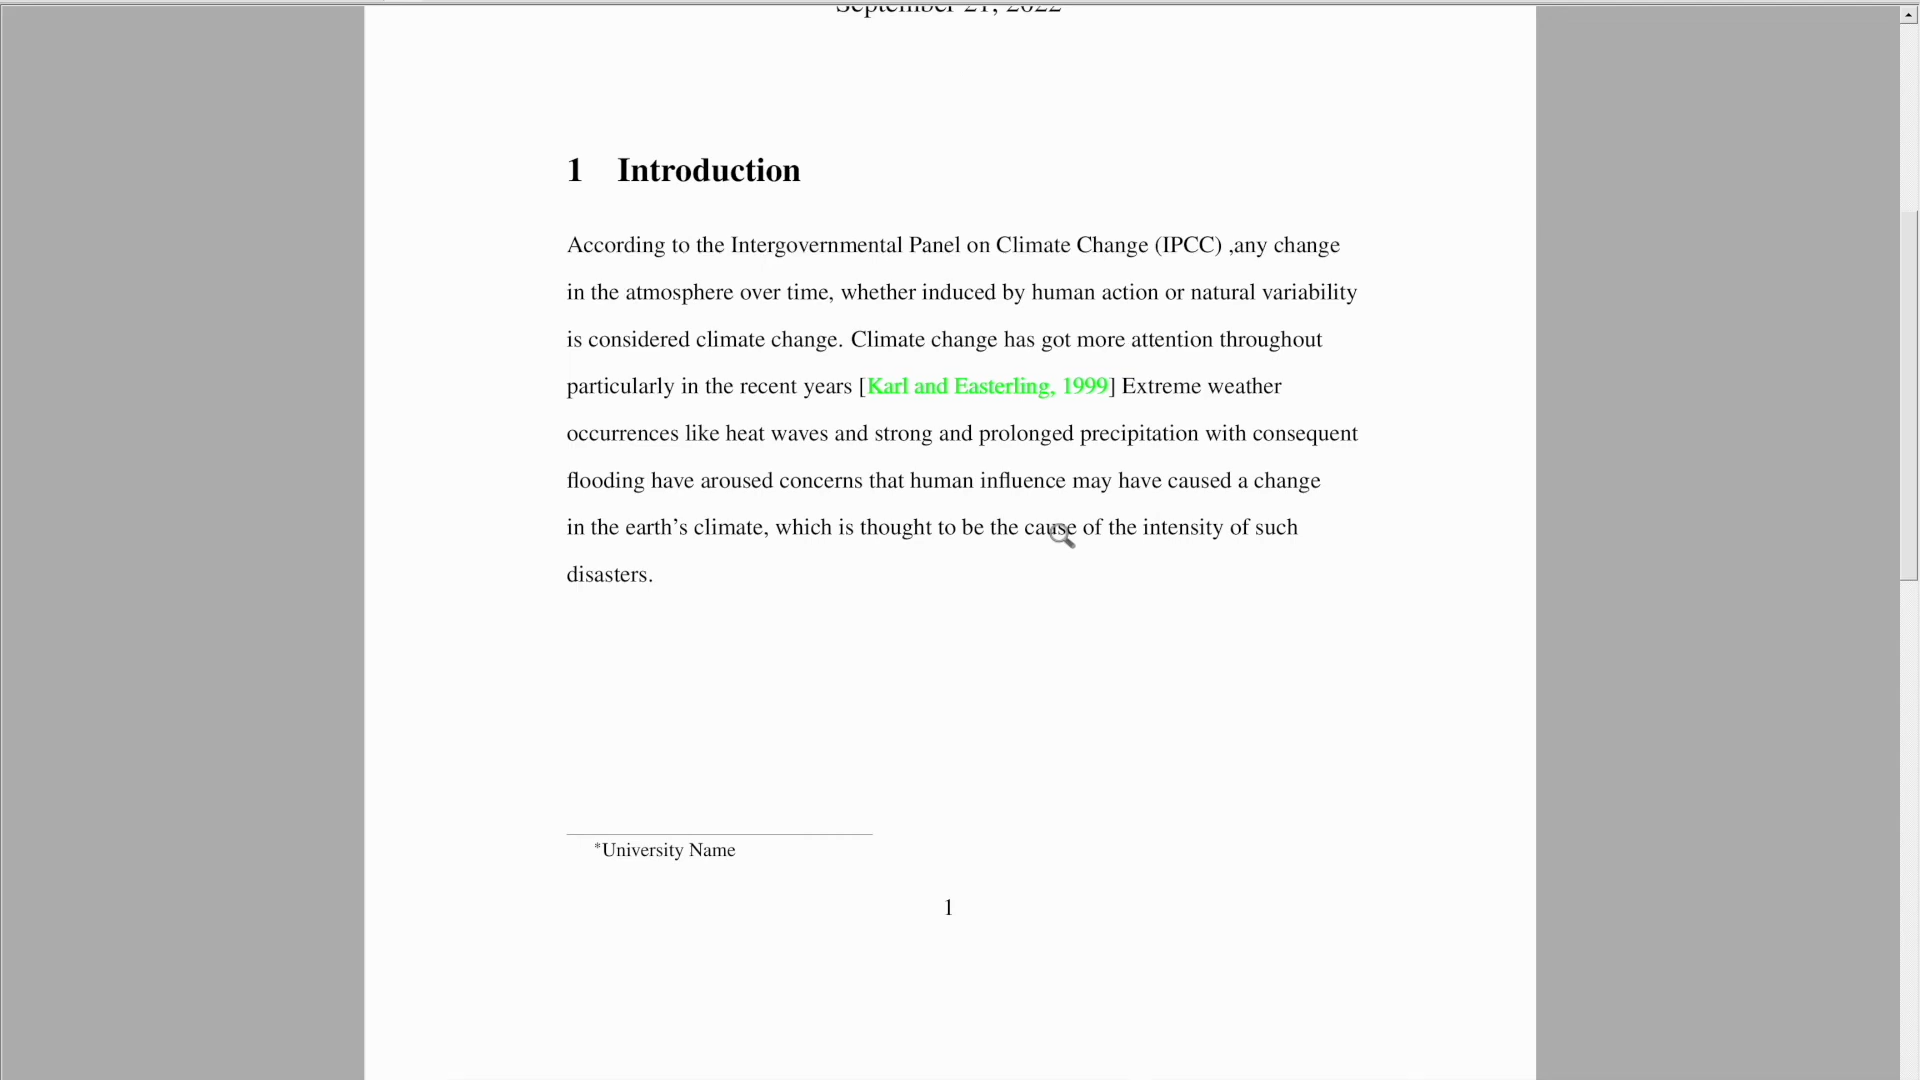 September 21, 2022
1 Introduction
According to the Intergovernmental Panel on Climate Change (IPCC) ,any change
in the atmosphere over time, whether induced by human action or natural variability
is considered climate change. Climate change has got more attention throughout
particularly in the recent years [Karl and Easterling, 1999] Extreme weather
occurrences like heat waves and strong and prolonged precipitation with consequent
flooding have aroused concerns that human influence may have caused a change
in the earth’s climate, which is thought to be the cause of the intensity of such
disasters.
*University Name
1